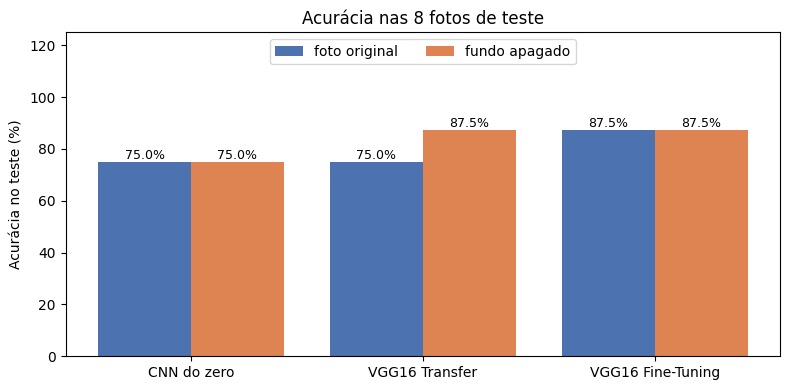 Acurácia nas 8 fotos de teste
foto original
fundo apagado
Acurácia no teste (%)
120
100
80
60
40
20
0
75.0%
75.0%
75.0%
87.5%
87.5%
87.5%
CNN do zero
VGG16 Transfer
VGG16 Fine-Tuning